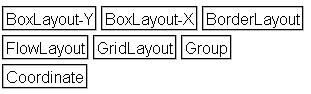 BoxLayout-Y BoxLayout-X BorderLayout
FlowLayout GridLayout Group
Coordinate